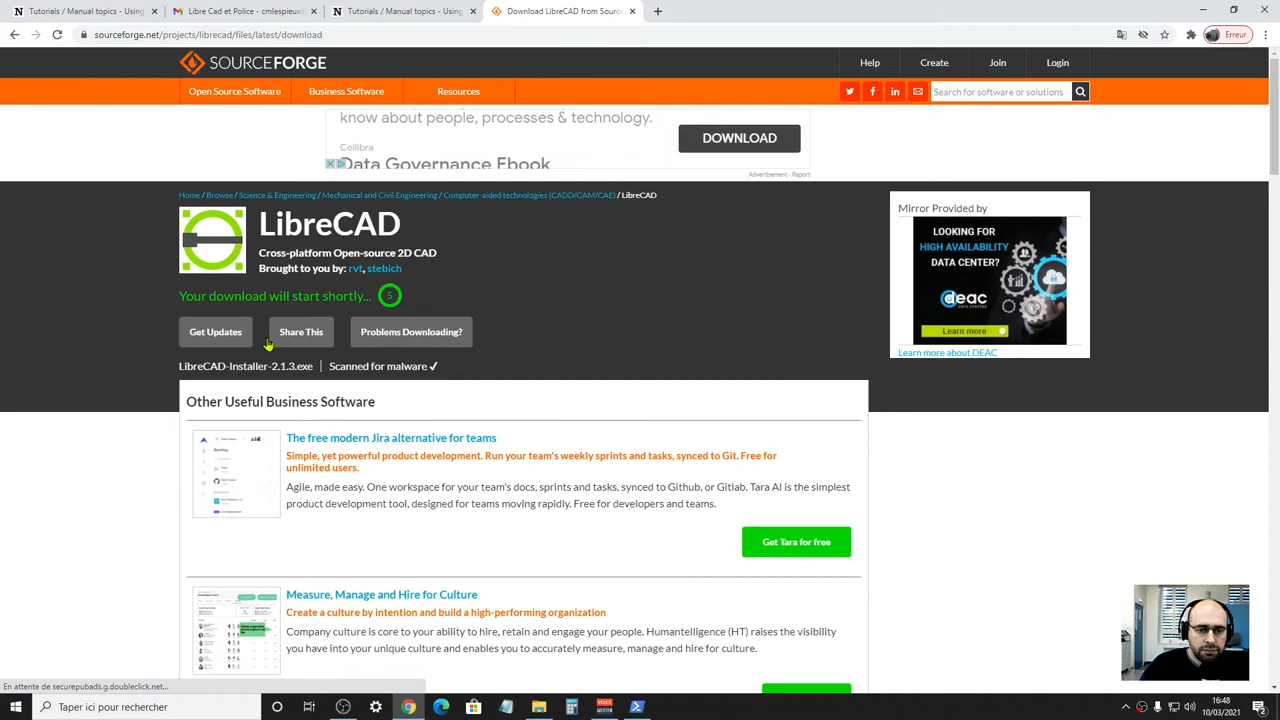 Tutorials / Mechanical topics - Using
Gmail - cmlespieux@
Tutorials / Manual topics - Using
Download LibreCAD from Source
sourceforge.net/projects/librecad/files/latest/download
Erreur
SOURCEFORGE
Help
Create
Join
Login
Open Source Software
Business Software
Resources
Search for software or solutions
know about people, processes & technology.
Collibra
Data Governance Ebook
DOWNLOAD
Advertisement - Report
Home / Browse / Science & Engineering / Mechanical and Civil Engineering / Computer-aided technologies (CADD/CAM/CAE) / LibreCAD
LibreCAD
Cross-platform Open-source 2D CAD
Brought to you by: rvt, stebich
Your download will start shortly... 5
Get Updates
Share This
Problems Downloading?
LibreCAD-Installer-2.1.3.exe | Scanned for malware ✓
Mirror Provided by
LOOKING FOR
HIGH AVAILABILITY
DATA CENTER?
deac
Learn more
Learn more about DEAC
Other Useful Business Software
The free modern Jira alternative for teams
Simple, yet powerful product development. Run your team's weekly sprints and tasks, synced to Git. Free for
unlimited users.
Agile, made easy. One workspace for your team's docs, sprints and tasks, synced to Github, or Gitlab. Tara AI is the simplest
product development tool, designed for teams moving rapidly. Free for developers and teams.
Get Tara for free
Measure, Manage and Hire for Culture
Create a culture by intention and build a high-performing organization
Company culture is core to your ability to hire, retain and engage your people. Humantelligence (HT) raises the visibility
you have into your unique culture and enables you to accurately measure, manage and hire for culture.
En attente de securepubads.g.doubleclick.net...
Taper ici pour rechercher
16:48
10/03/2021